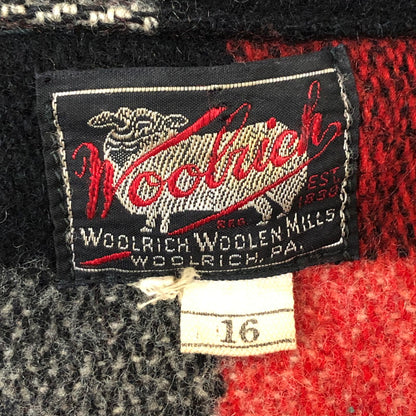 Woolrich
EST.
1830
REG.
WOOLRICH WOOLEN MILLS
WOOLRICH, PA.
16